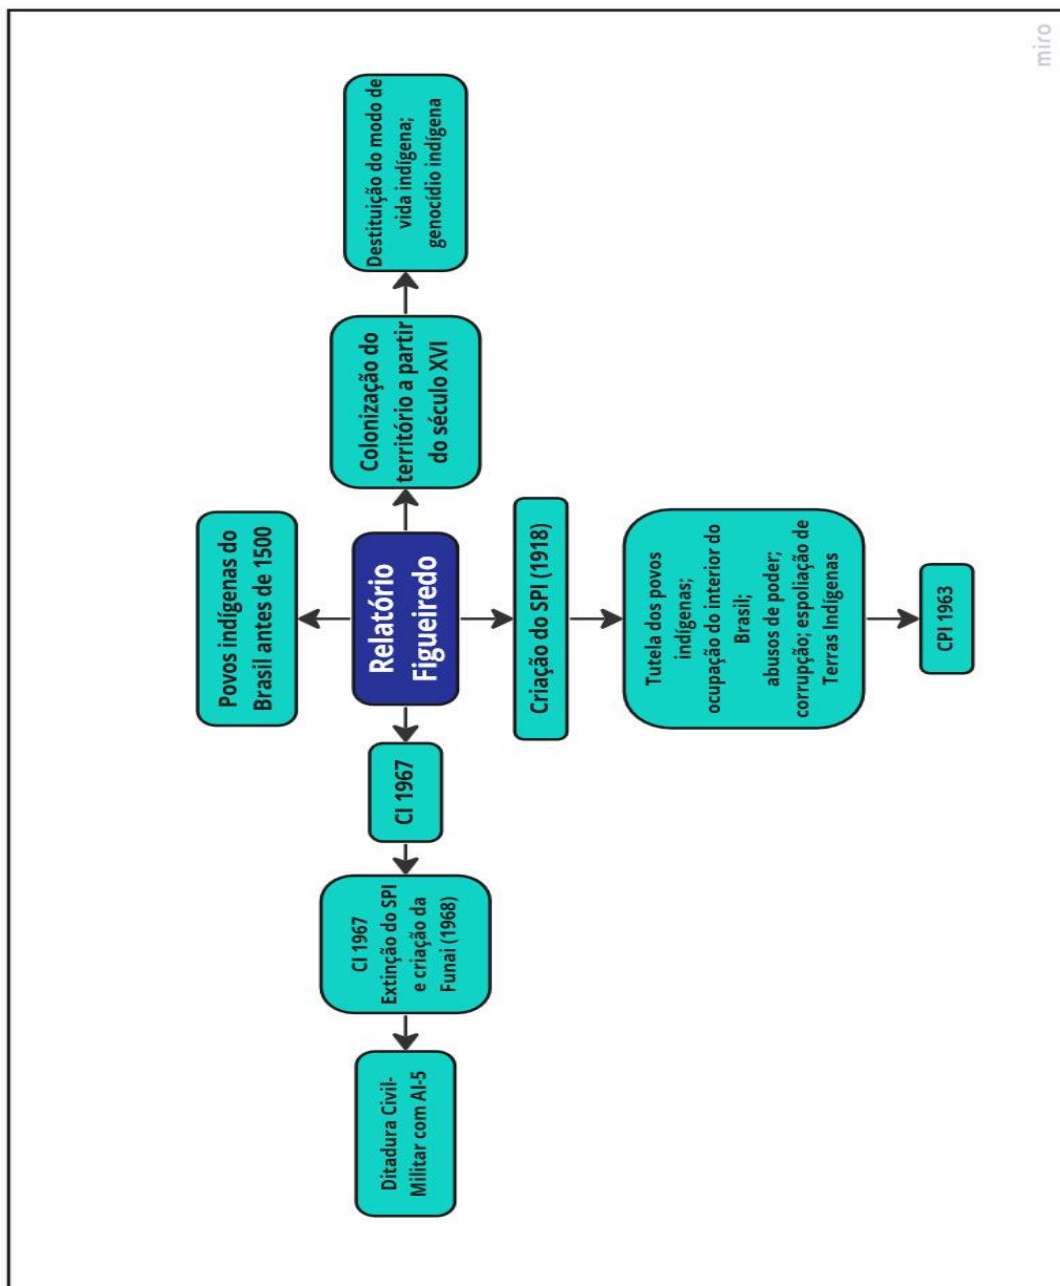 Povos indígenas do
Brasil antes de 1500
Ditadura Civil-
Militar com AI-5
CI 1967
Extinção do SPI
e criação da
Funai (1968)
CI 1967
Relatório
Figueiredo
Colonização do
território a partir
do século XVI
Destituição do modo de
vida indígena;
genocídio indígena
Criação do SPI (1918)
Tutela dos povos
indígenas;
ocupação do interior do
Brasil;
abusos de poder;
corrupção; espoliação de
Terras Indígenas
CPI 1963
miro